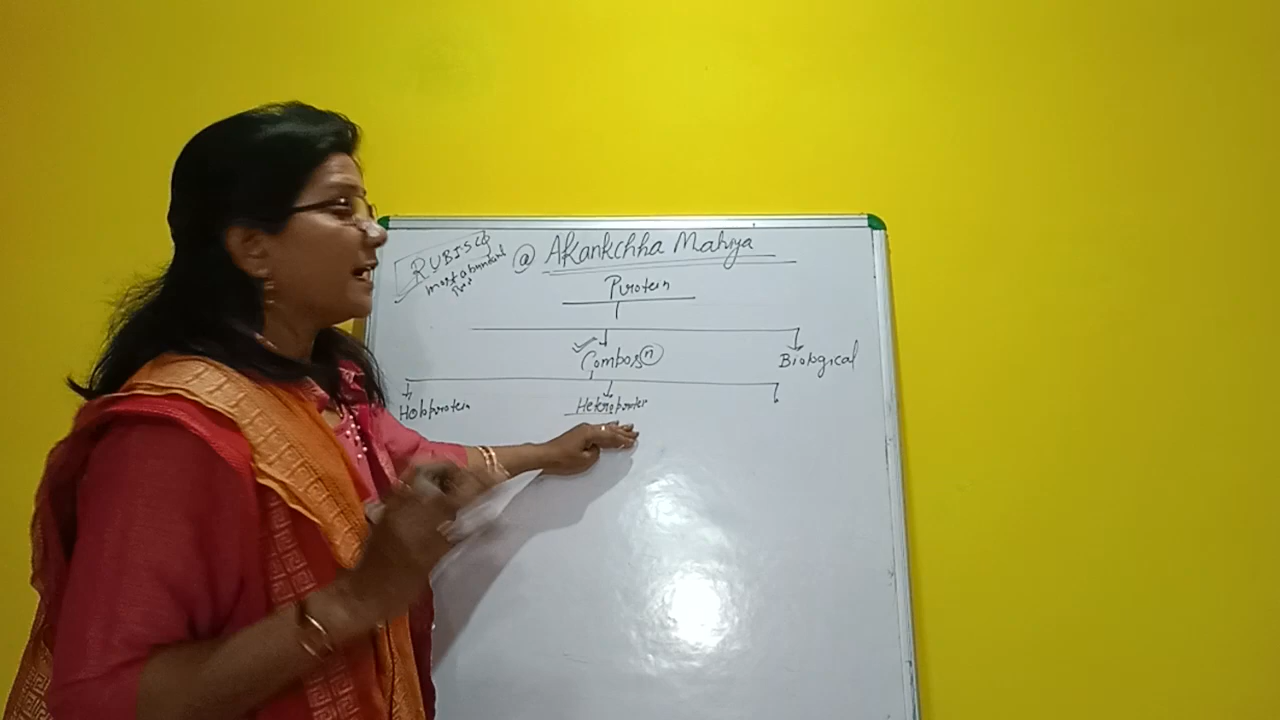 RUBISCO
most abundant
@ Akankchha Mahiya
Protein
Compos(n)
Biological
Holoprotein
Heteroprotein